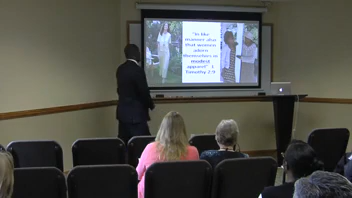 "In like
manner also
that women
adorn
themselves in
modest
apparel" 1
Timothy 2:9